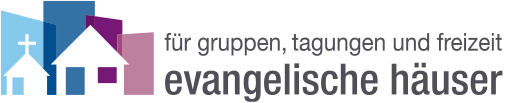 für gruppen, tagungen und freizeit
evangelische häuser